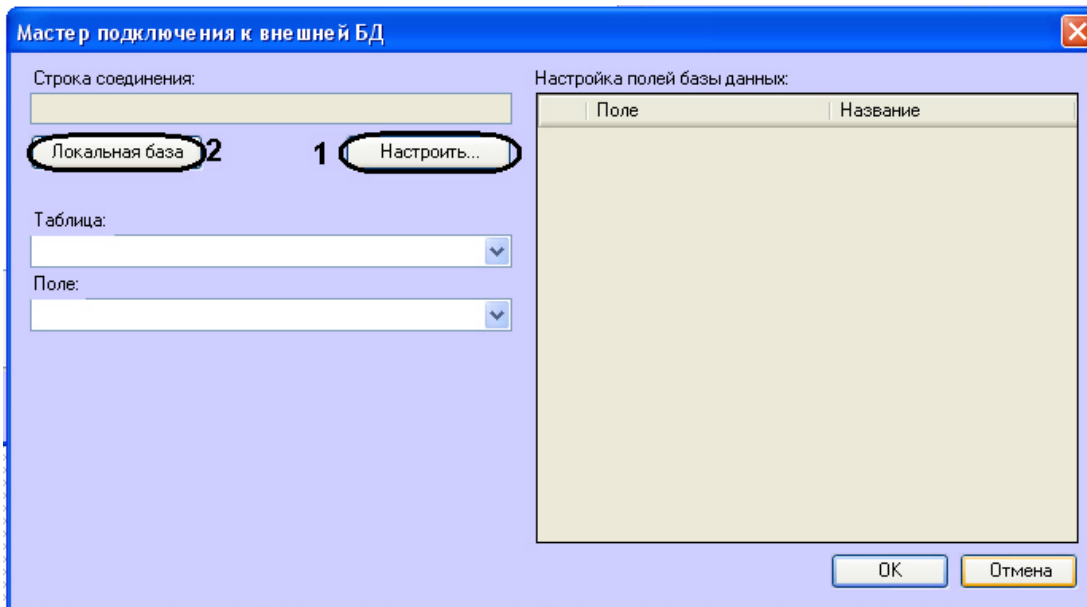 Мастер подключения к внешней БД
Строка соединения:
Локальная база 2
1 Настроить...
Таблица:
Поле:
Настройка полей базы данных:
Поле Название
OK Отмена